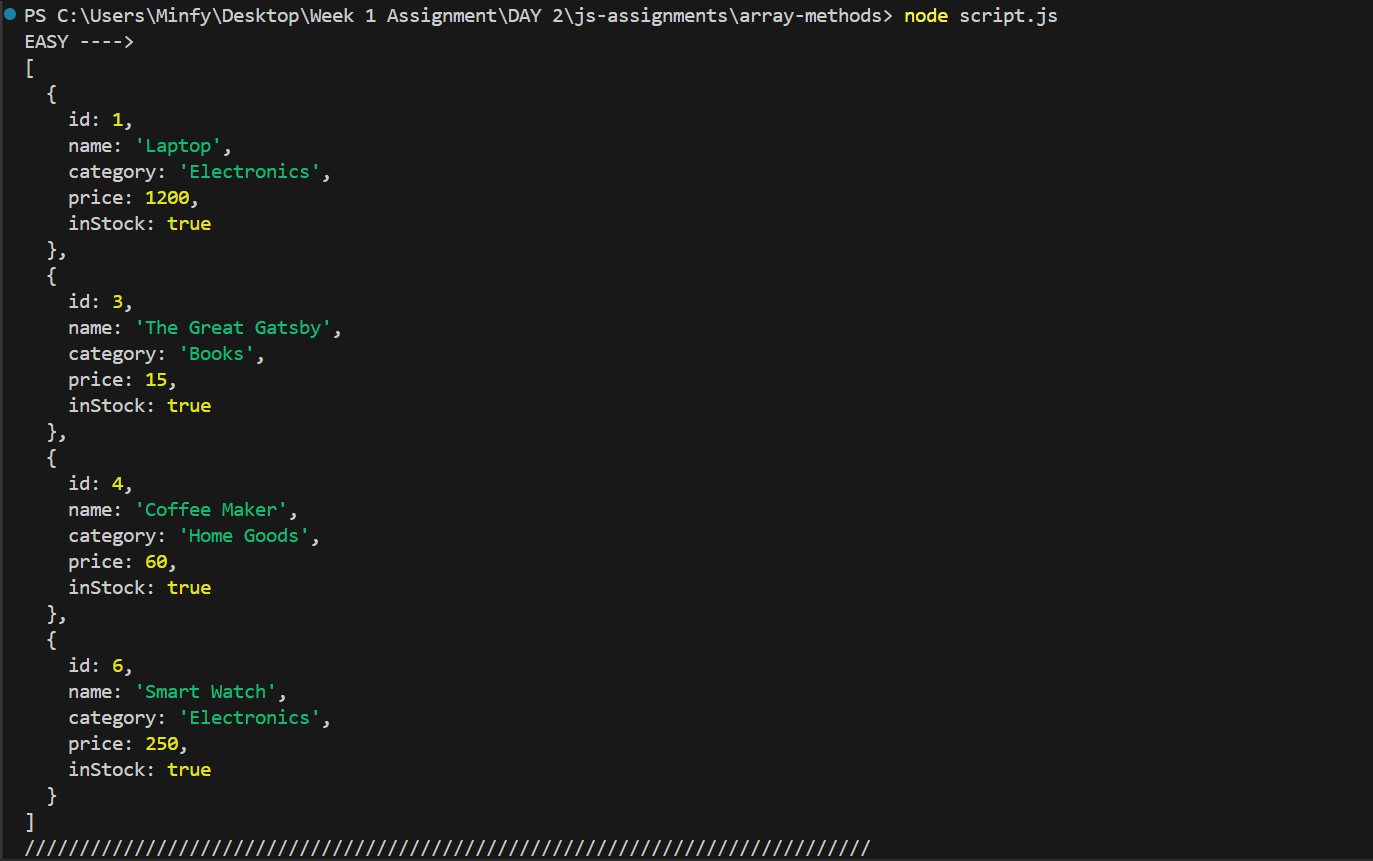 PS C:\Users\Minfy\Desktop\Week 1 Assignment\DAY 2\js-assignments\array-methods> node script.js
EASY ---->
[
  {
    id: 1,
    name: 'Laptop',
    category: 'Electronics',
    price: 1200,
    inStock: true
  },
  {
    id: 3,
    name: 'The Great Gatsby',
    category: 'Books',
    price: 15,
    inStock: true
  },
  {
    id: 4,
    name: 'Coffee Maker',
    category: 'Home Goods',
    price: 60,
    inStock: true
  },
  {
    id: 6,
    name: 'Smart Watch',
    category: 'Electronics',
    price: 250,
    inStock: true
  }
]
/////////////////////////////////////////////////////////////////////////////